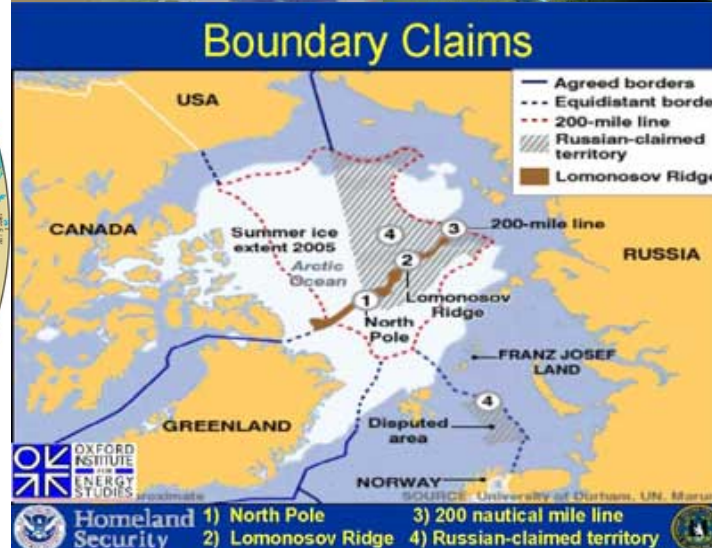 Boundary Claims
USA
CANADA
GREENLAND
RUSSIA
NORWAY
Summer ice
extent 2005
Arctic
Ocean
4
3
2
1
200-mile line
Lomonosov
Ridge
North
Pole
FRANZ JOSEF
LAND
4
Disputed
area
Agreed borders
Equidistant borde
200-mile line
Russian-claimed
territory
Lomonosov Ridge
OXFORD
INSTITUTE
FOR
ENERGY
STUDIES
SOURCE: University of Durham, UN, Marum
Homeland
Security
1) North Pole
2) Lomonosov Ridge
3) 200 nautical mile line
4) Russian-claimed territory